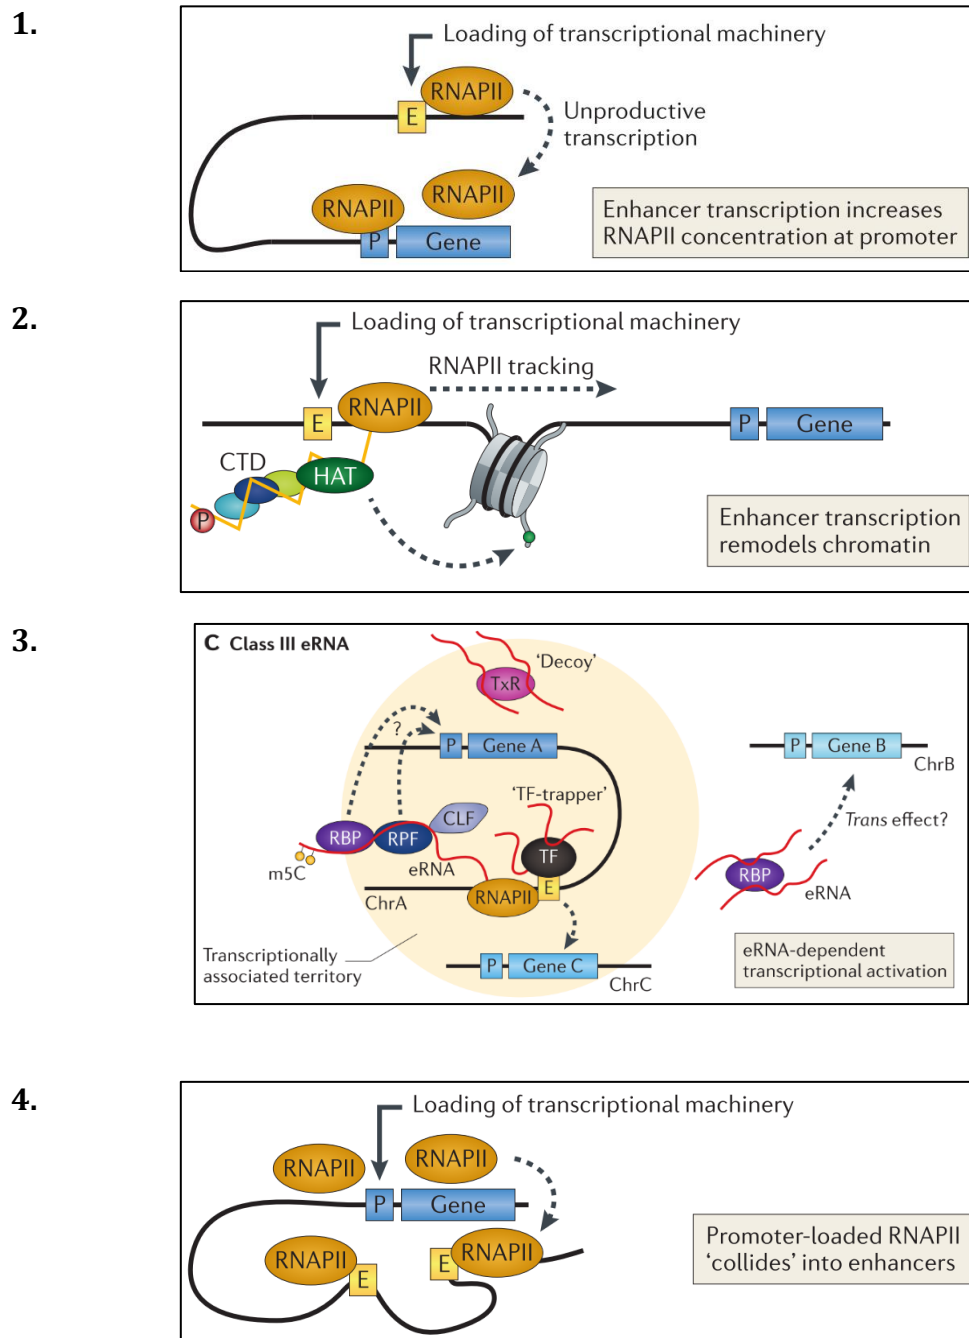 1.
Loading of transcriptional machinery
RNAPII
E
Unproductive
transcription
RNAPII
RNAPII
P
Gene
Enhancer transcription increases
RNAPII concentration at promoter
2.
Loading of transcriptional machinery
RNAPII tracking
E
RNAPII
P
Gene
CTD
HAT
P
Enhancer transcription
remodels chromatin
3.
C Class III eRNA
'Decoy'
TxR
?
P
Gene A
P
Gene B
ChrB
'TF-trapper'
CLF
RBP
RPF
TF
Trans effect?
m5C
eRNA
E
RBP
ChrA
RNAPII
eRNA
Transcriptionally
associated territory
P
Gene C
ChrC
eRNA-dependent
transcriptional activation
4.
Loading of transcriptional machinery
RNAPII
RNAPII
P
Gene
RNAPII
E
E
RNAPII
Promoter-loaded RNAPII
'collides' into enhancers